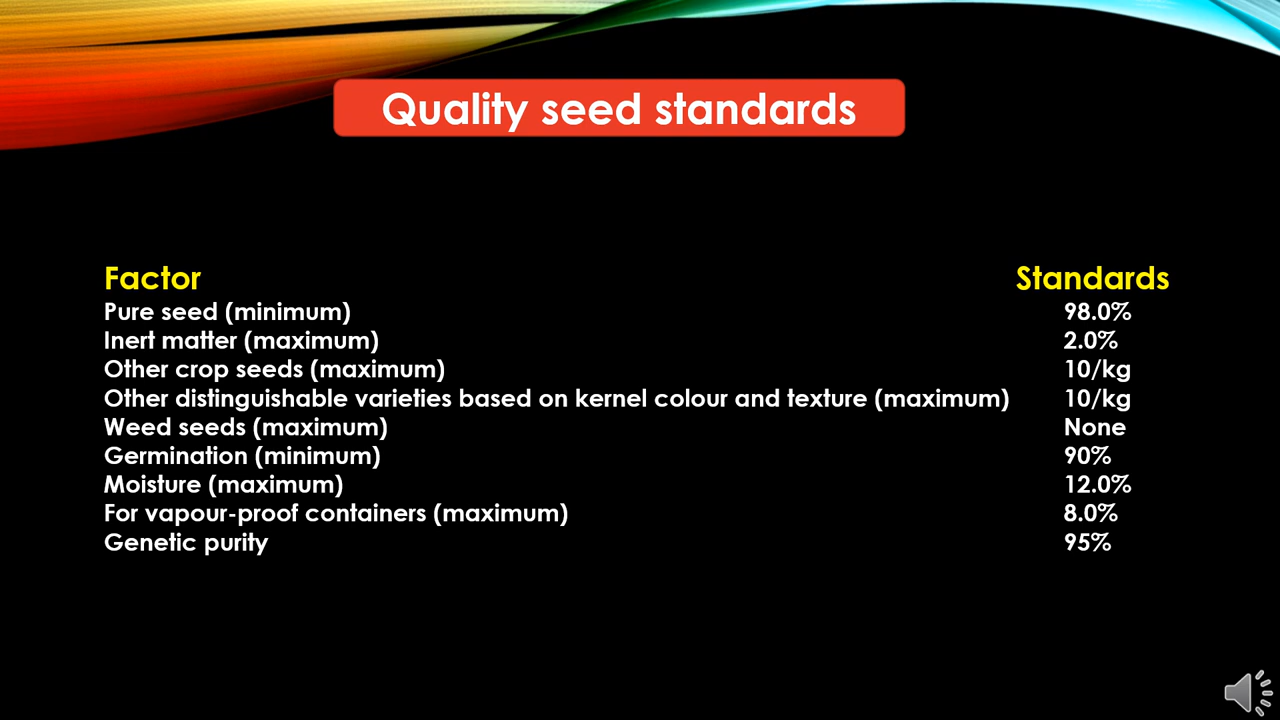 Quality seed standards
Factor Standards
Pure seed (minimum) 98.0%
Inert matter (maximum) 2.0%
Other crop seeds (maximum) 10/kg
Other distinguishable varieties based on kernel colour and texture (maximum) 10/kg
Weed seeds (maximum) None
Germination (minimum) 90%
Moisture (maximum) 12.0%
For vapour-proof containers (maximum) 8.0%
Genetic purity 95%